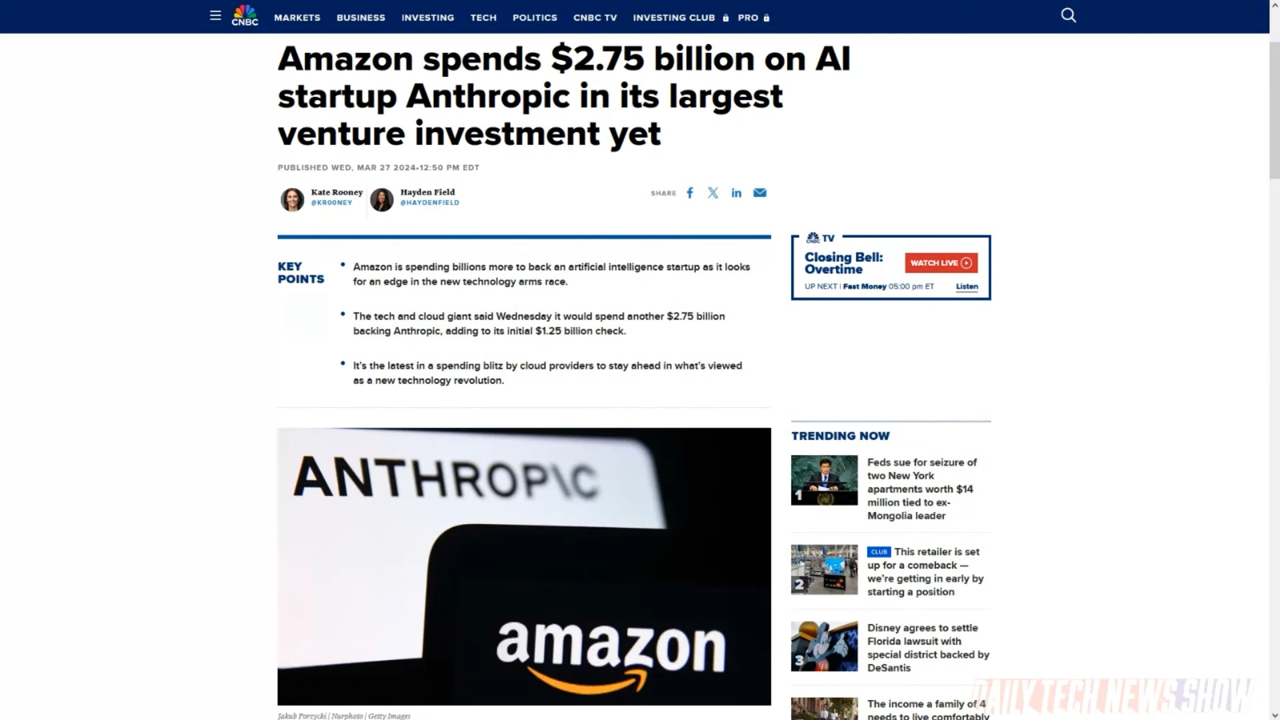 CNBC
MARKETS BUSINESS INVESTING TECH POLITICS CNBC TV INVESTING CLUB PRO
Amazon spends $2.75 billion on AI
startup Anthropic in its largest
venture investment yet
PUBLISHED WED, MAR 27 2024•12:50 PM EDT
Kate Rooney
@KROONEY
Hayden Field
@HAYDENFIELD
SHARE
KEY
POINTS
• Amazon is spending billions more to back an artificial intelligence startup as it looks
for an edge in the new technology arms race.
• The tech and cloud giant said Wednesday it would spend another $2.75 billion
backing Anthropic, adding to its initial $1.25 billion check.
• It's the latest in a spending blitz by cloud providers to stay ahead in what's viewed
as a new technology revolution.
ANTHROPIC
amazon
Jakub Porzycki | Nurphoto | Getty Images
CNBC TV
Closing Bell:
Overtime
WATCH LIVE
UP NEXT | Fast Money 05:00 pm ET
Listen
TRENDING NOW
1
Feds sue for seizure of
two New York
apartments worth $14
million tied to ex-
Mongolia leader
2
CLUB This retailer is set
up for a comeback —
we're getting in early by
starting a position
3
Disney agrees to settle
Florida lawsuit with
special district backed by
DeSantis
The income a family of 4
needs to live comfortably
DAILY TECH NEWS SHOW